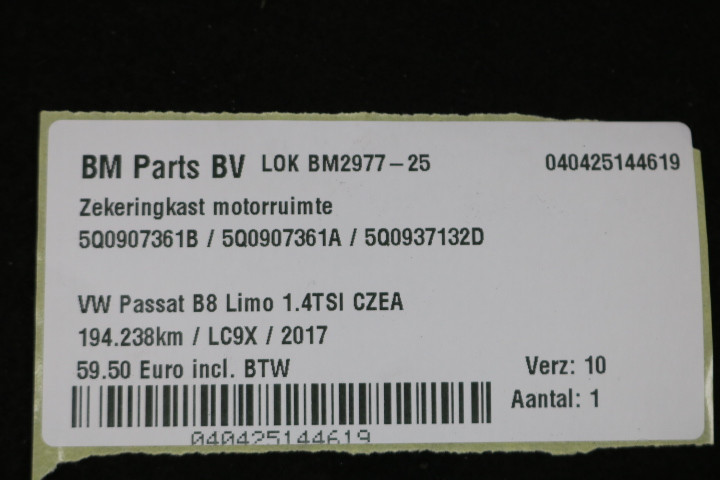 BM Parts BV LOK BM2977-25 040425144619
Zekeringkast motorruimte
5Q0907361B / 5Q0907361A / 5Q0937132D
VW Passat B8 Limo 1.4TSI CZEA
194.238km / LC9X / 2017
59.50 Euro incl. BTW Verz: 10
Aantal: 1
040425144619